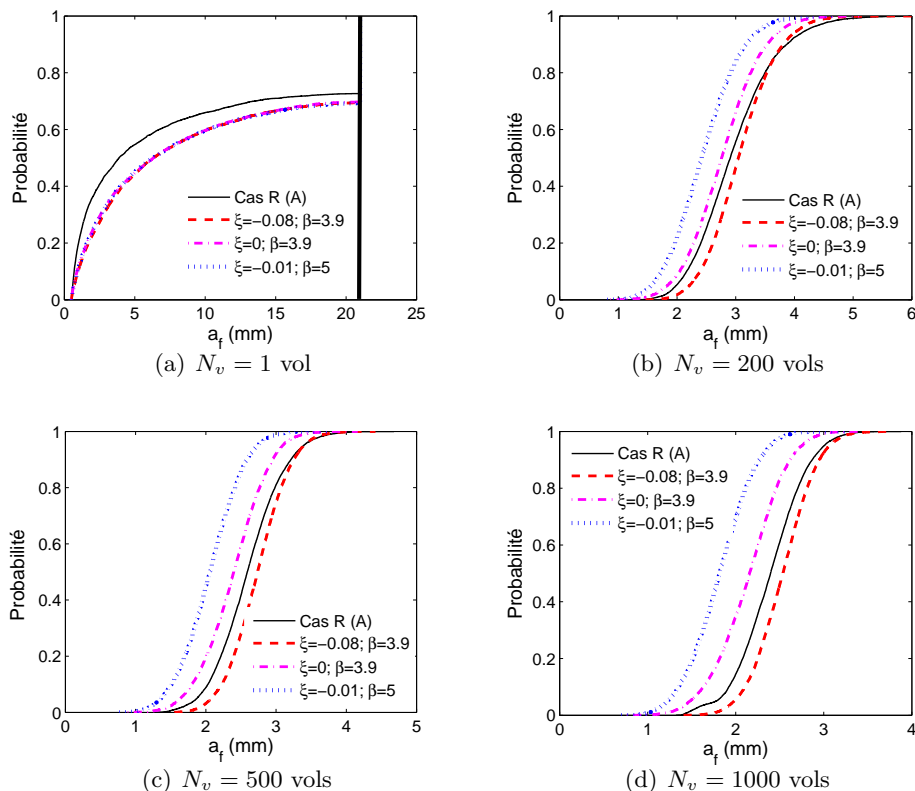 1
0.8
0.6
0.4
0.2
0
Probabilité
Cas R (A)
ξ=−0.08; β=3.9
ξ=0; β=3.9
ξ=−0.01; β=5
0 5 10 15 20 25
a_f (mm)
(a) N_v = 1 vol
1
0.8
0.6
0.4
0.2
0
Probabilité
Cas R (A)
ξ=−0.08; β=3.9
ξ=0; β=3.9
ξ=−0.01; β=5
0 1 2 3 4 5 6
a_f (mm)
(b) N_v = 200 vols
1
0.8
0.6
0.4
0.2
0
Probabilité
Cas R (A)
ξ=−0.08; β=3.9
ξ=0; β=3.9
ξ=−0.01; β=5
0 1 2 3 4 5
a_f (mm)
(c) N_v = 500 vols
1
0.8
0.6
0.4
0.2
0
Probabilité
Cas R (A)
ξ=−0.08; β=3.9
ξ=0; β=3.9
ξ=−0.01; β=5
0 1 2 3 4
a_f (mm)
(d) N_v = 1000 vols